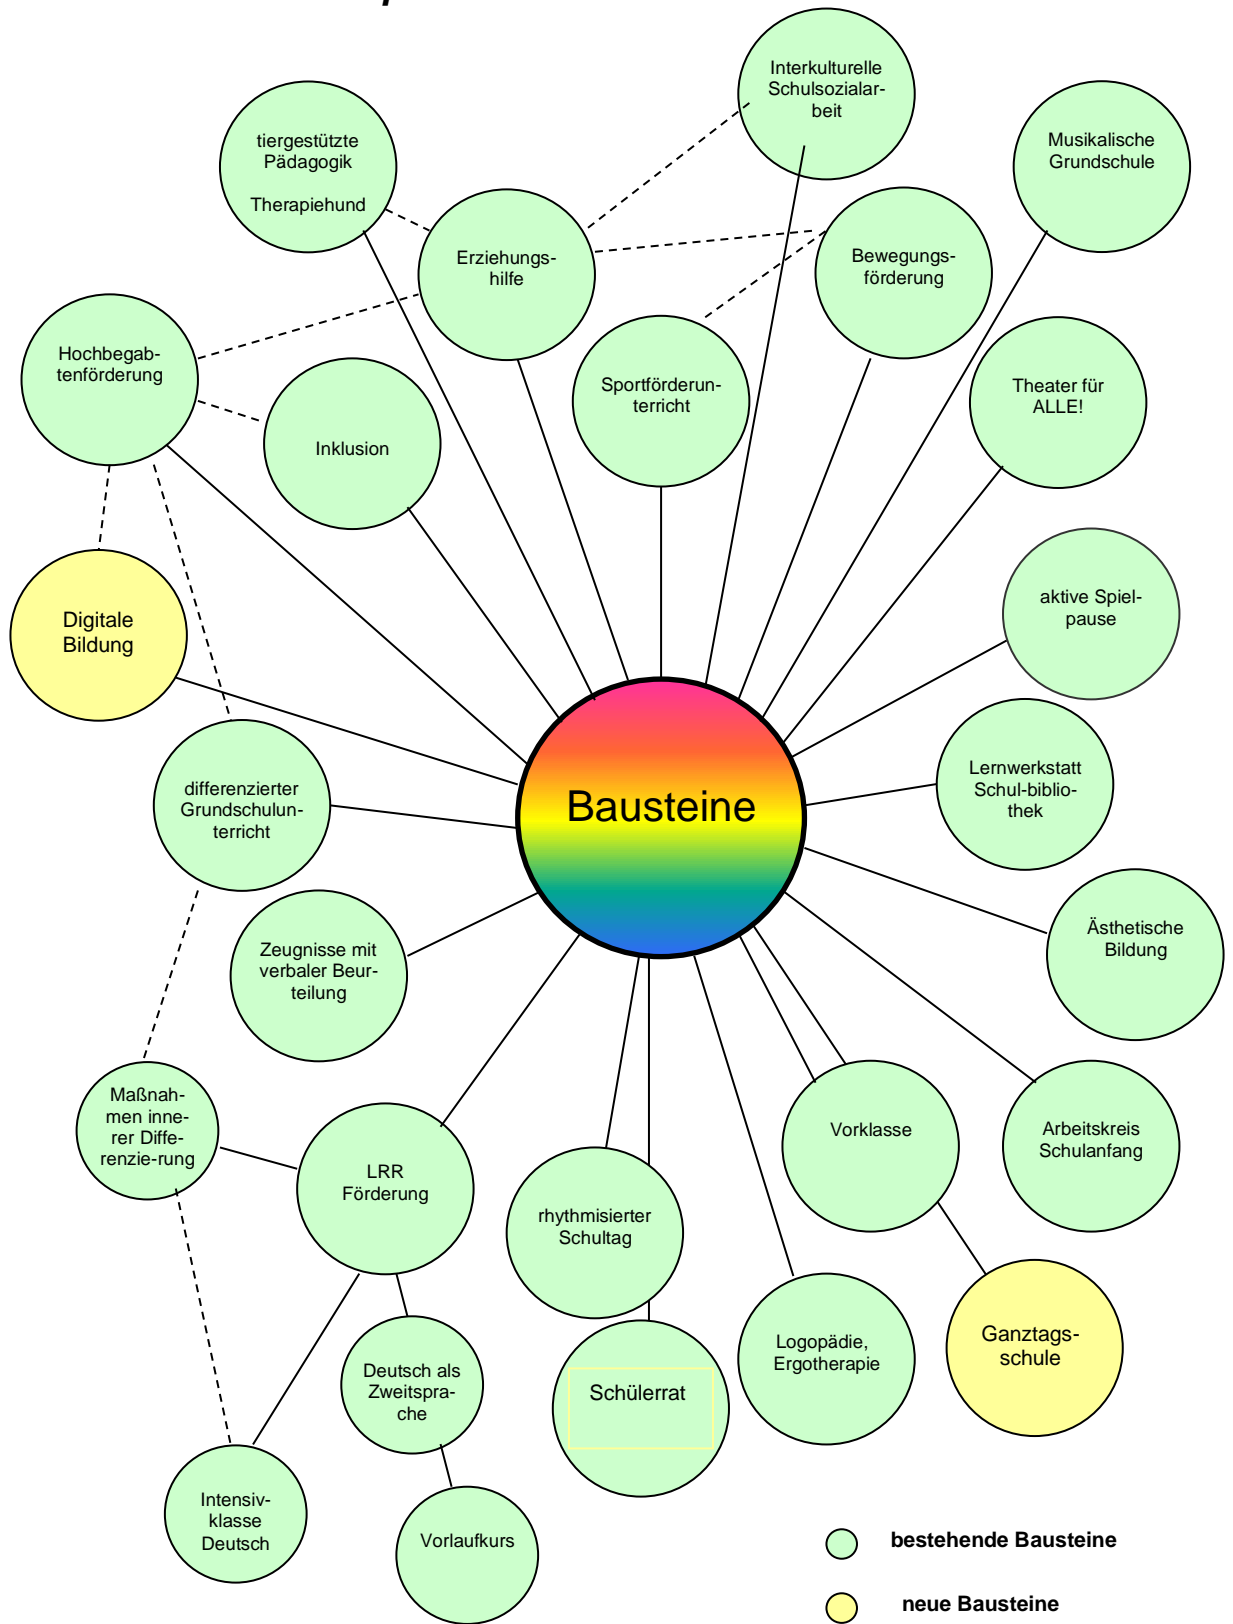 Interkulturelle
Schulsozialar-
beit
tiergestützte
Pädagogik
Therapiehund
Musikalische
Grundschule
Erziehungs-
hilfe
Bewegungs-
förderung
Hochbegab-
tenförderung
Inklusion
Sportförderun-
terricht
Theater für
ALLE!
Digitale
Bildung
aktive Spiel-
pause
differenzierter
Grundschulun-
terricht
Bausteine
Lernwerkstatt
Schul-biblio-
thek
Zeugnisse mit
verbaler Beur-
teilung
Ästhetische
Bildung
Maßnah-
men inne-
rer Diffe-
renzie-rung
LRR
Förderung
Vorklasse
Arbeitskreis
Schulanfang
rhythmisierter
Schultag
Deutsch als
Zweitspra-
che
Schülerrat
Logopädie,
Ergotherapie
Ganztags-
schule
Intensiv-
klasse
Deutsch
Vorlaufkurs
bestehende Bausteine
neue Bausteine